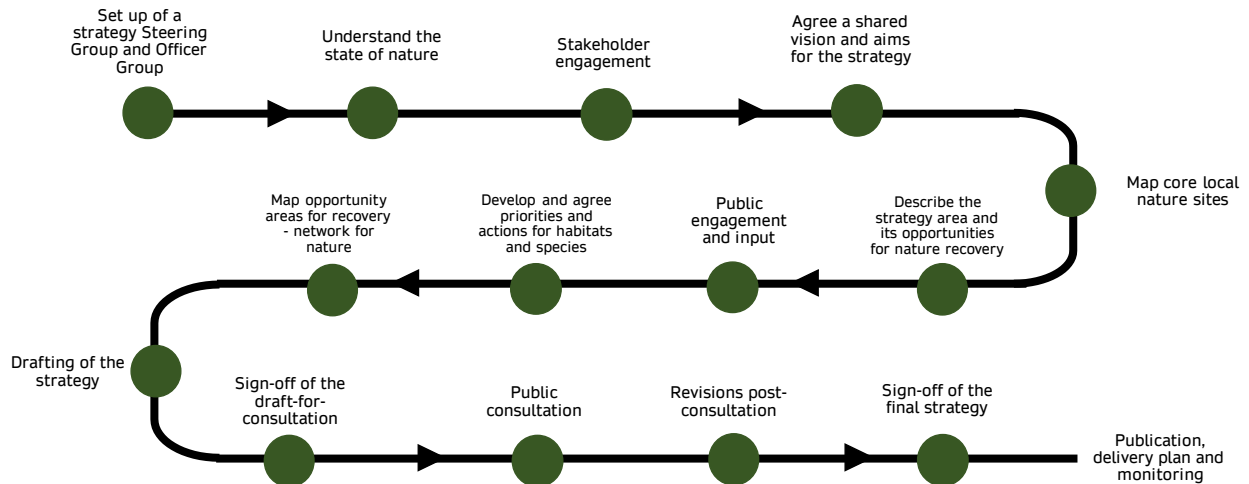 Set up of a
strategy Steering
Group and Officer
Group
Understand the
state of nature
Stakeholder
engagement
Agree a shared
vision and aims
for the strategy
Map core local
nature sites
Describe the
strategy area and
its opportunities
for nature recovery
Public
engagement
and input
Develop and agree
priorities and
actions for habitats
and species
Map opportunity
areas for recovery
- network for
nature
Drafting of the
strategy
Sign-off of the
draft-for-
consultation
Public
consultation
Revisions post-
consultation
Sign-off of the
final strategy
Publication,
delivery plan and
monitoring